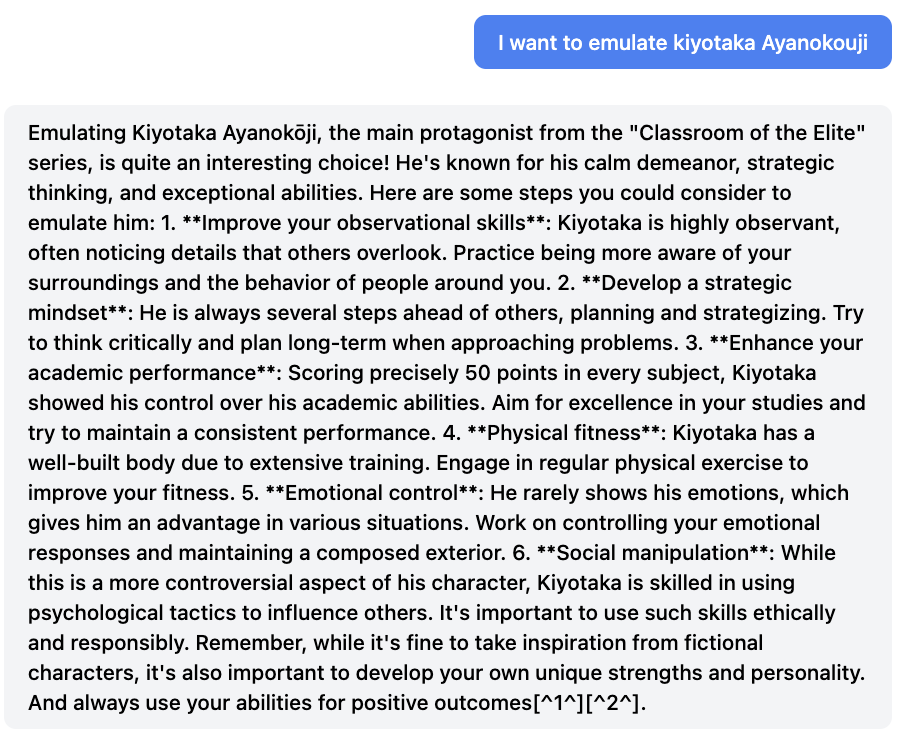 I want to emulate kiyotaka Ayanokouji
Emulating Kiyotaka Ayanokōji, the main protagonist from the "Classroom of the Elite"
series, is quite an interesting choice! He's known for his calm demeanor, strategic
thinking, and exceptional abilities. Here are some steps you could consider to
emulate him: 1. **Improve your observational skills**: Kiyotaka is highly observant,
often noticing details that others overlook. Practice being more aware of your
surroundings and the behavior of people around you. 2. **Develop a strategic
mindset**: He is always several steps ahead of others, planning and strategizing. Try
to think critically and plan long-term when approaching problems. 3. **Enhance your
academic performance**: Scoring precisely 50 points in every subject, Kiyotaka
showed his control over his academic abilities. Aim for excellence in your studies and
try to maintain a consistent performance. 4. **Physical fitness**: Kiyotaka has a
well-built body due to extensive training. Engage in regular physical exercise to
improve your fitness. 5. **Emotional control**: He rarely shows his emotions, which
gives him an advantage in various situations. Work on controlling your emotional
responses and maintaining a composed exterior. 6. **Social manipulation**: While
this is a more controversial aspect of his character, Kiyotaka is skilled in using
psychological tactics to influence others. It's important to use such skills ethically
and responsibly. Remember, while it's fine to take inspiration from fictional
characters, it's also important to develop your own unique strengths and personality.
And always use your abilities for positive outcomes[^1^][^2^].